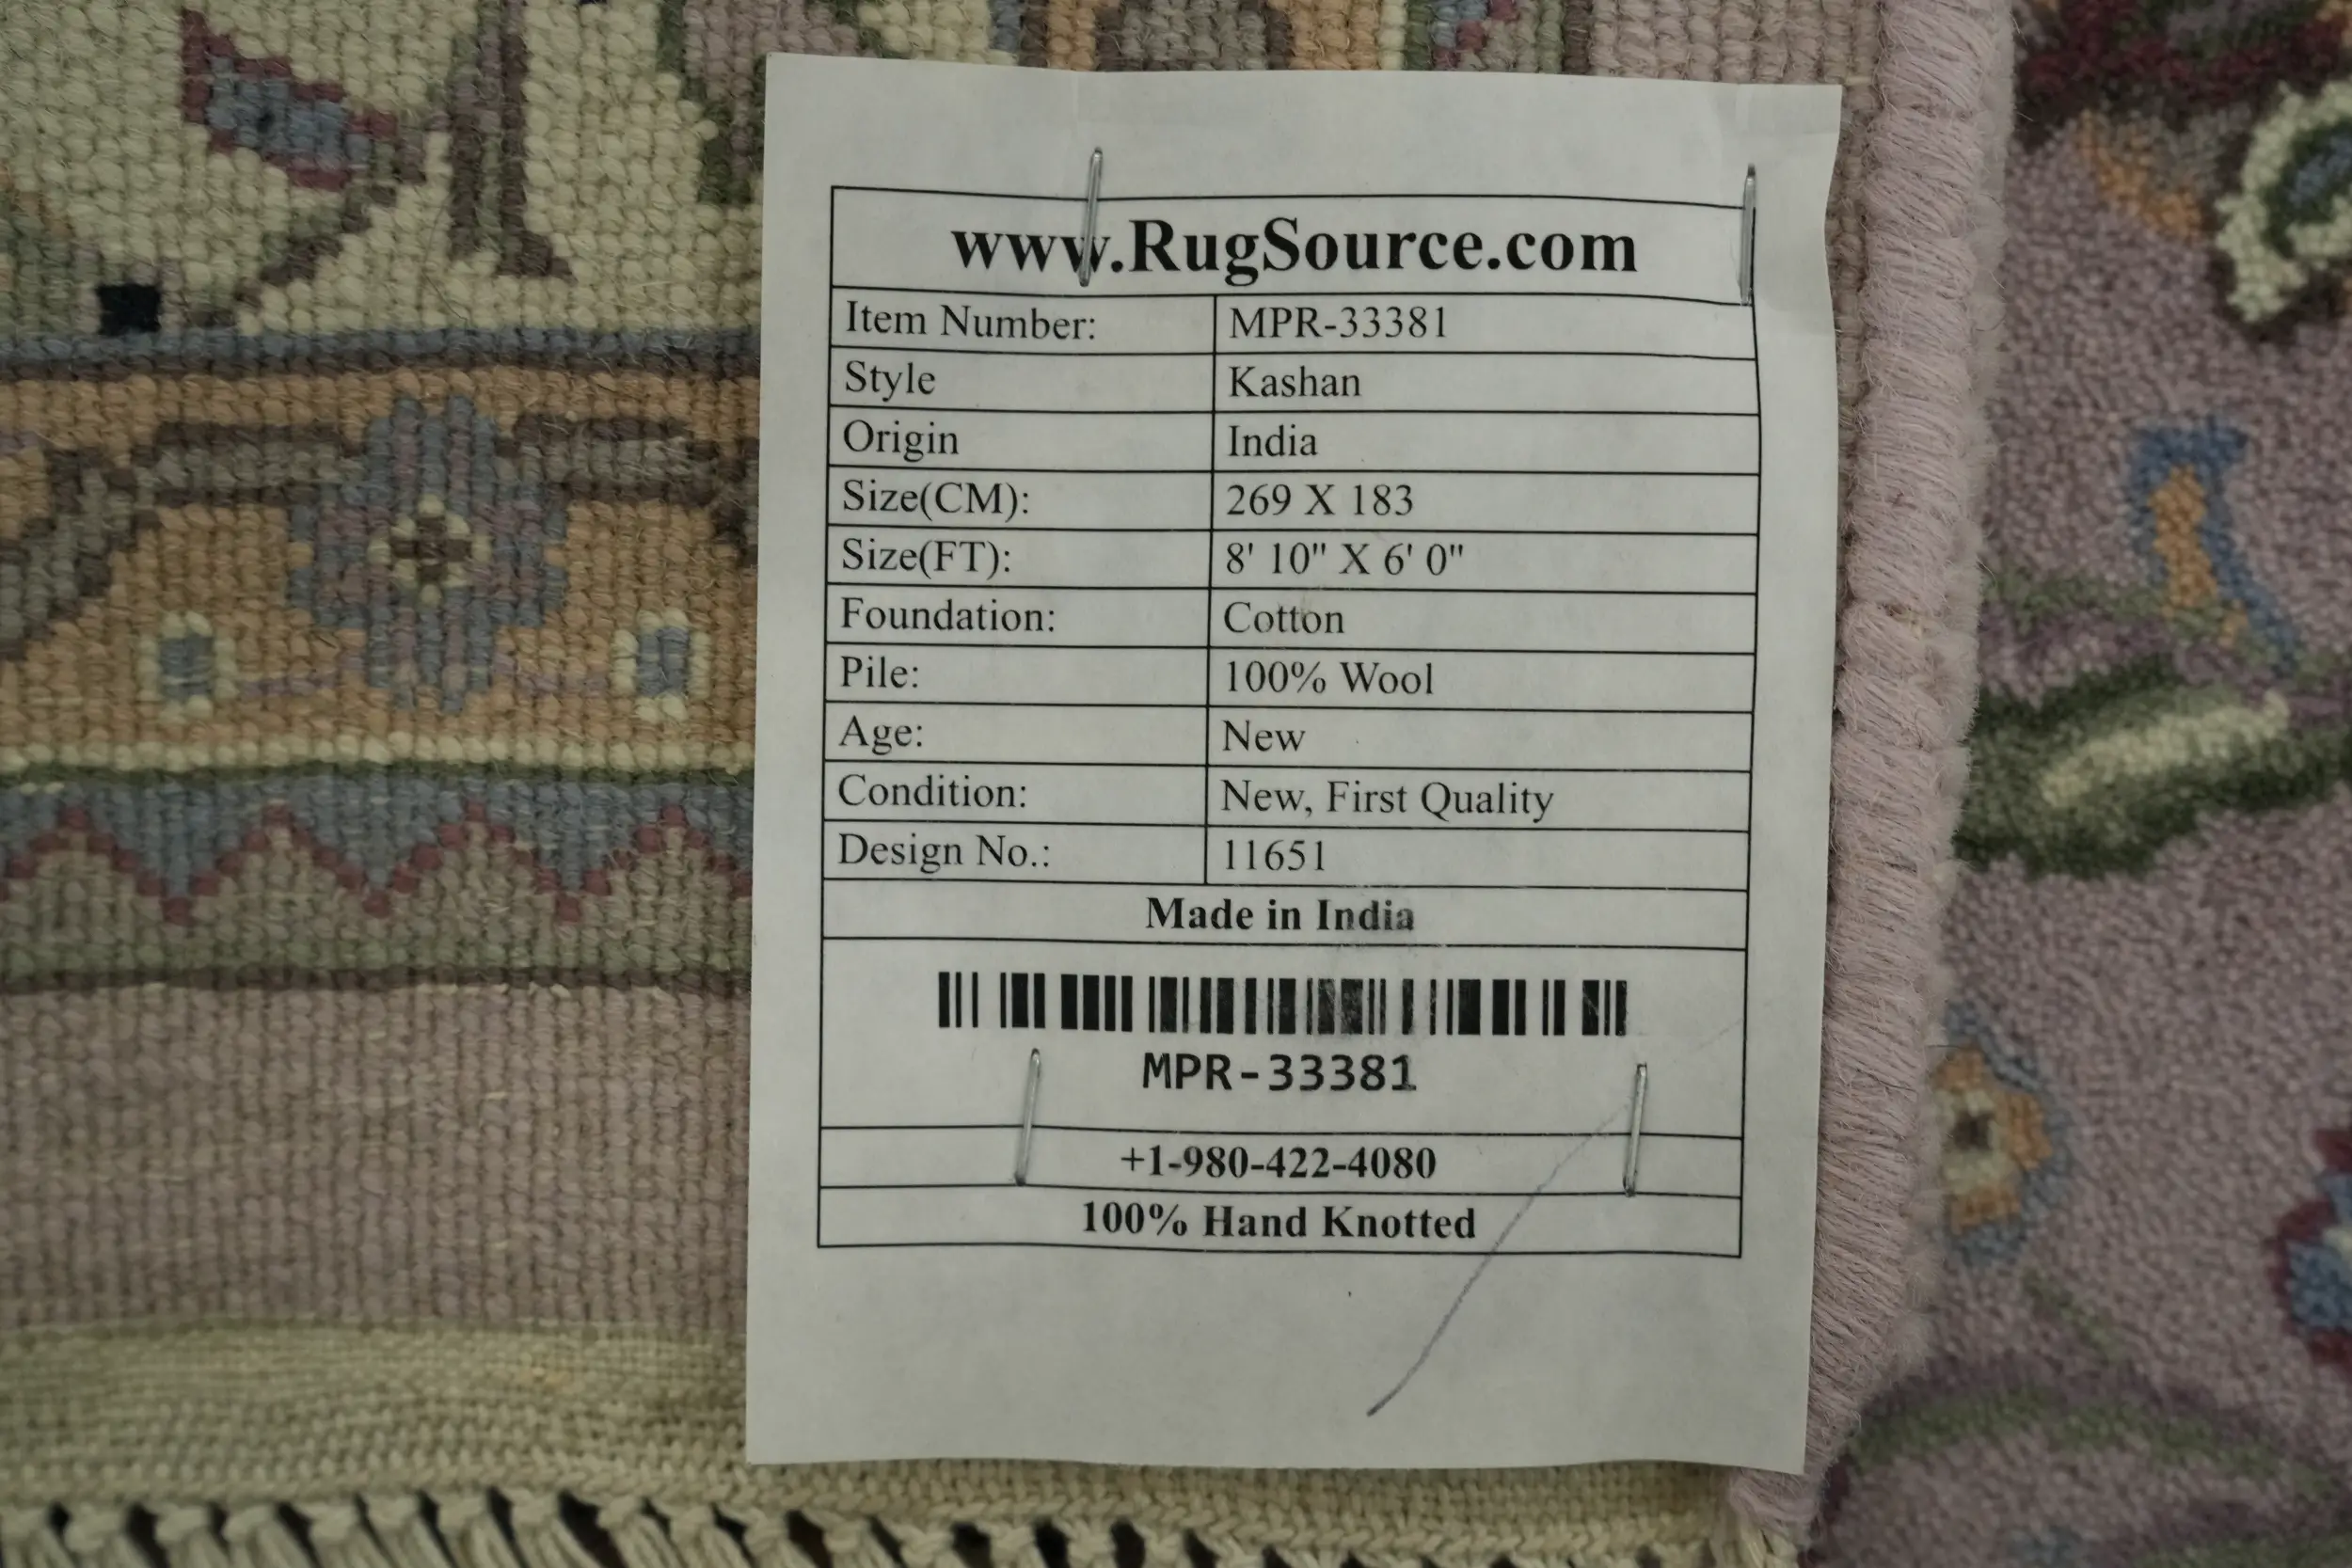 www.RugSource.com
Item Number: MPR-33381
Style Kashan
Origin India
Size(CM): 269 X 183
Size(FT): 8' 10" X 6' 0"
Foundation: Cotton
Pile: 100% Wool
Age: New
Condition: New, First Quality
Design No.: 11651
Made in India
MPR-33381
+1-980-422-4080
100% Hand Knotted